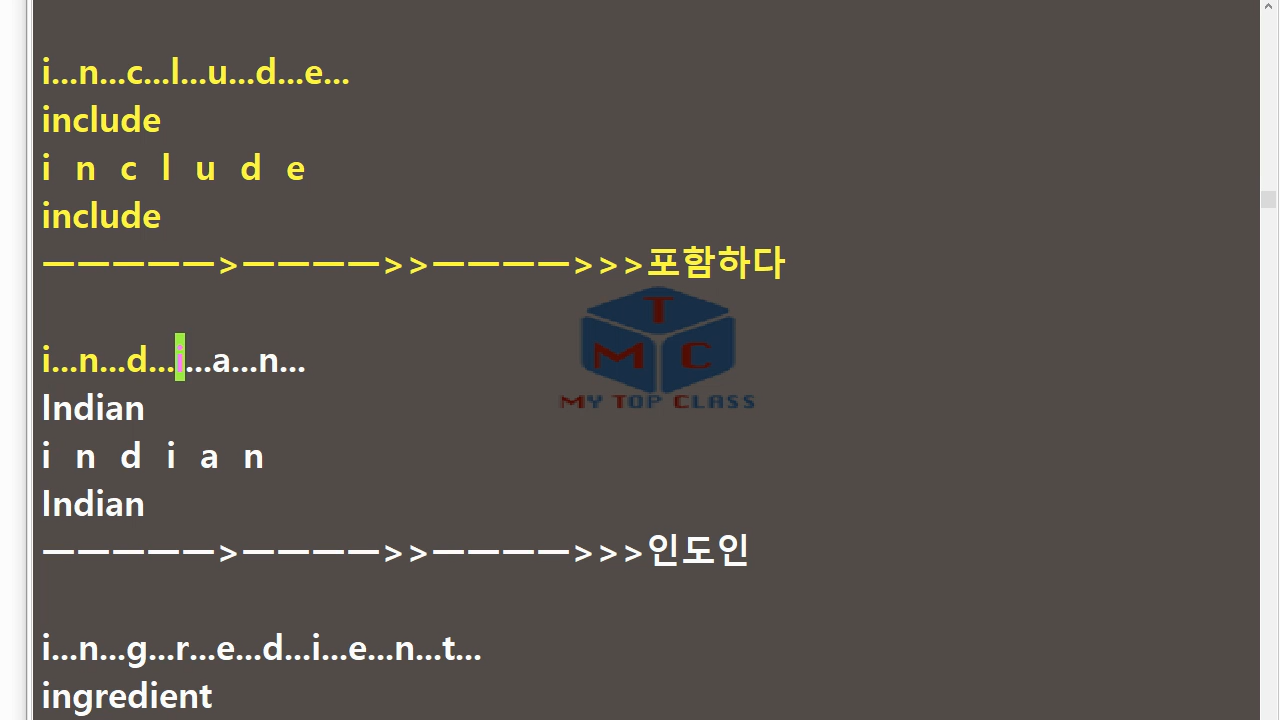 i...n...c...l...u...d...e...
include
i n c l u d e
include
—————>————>>————>>>포함하다
T
M C
MY TOP CLASS
i...n...d...i...a...n...
Indian
i n d i a n
Indian
—————>————>>————>>>인도인
i...n...g...r...e...d...i...e...n...t...
ingredient